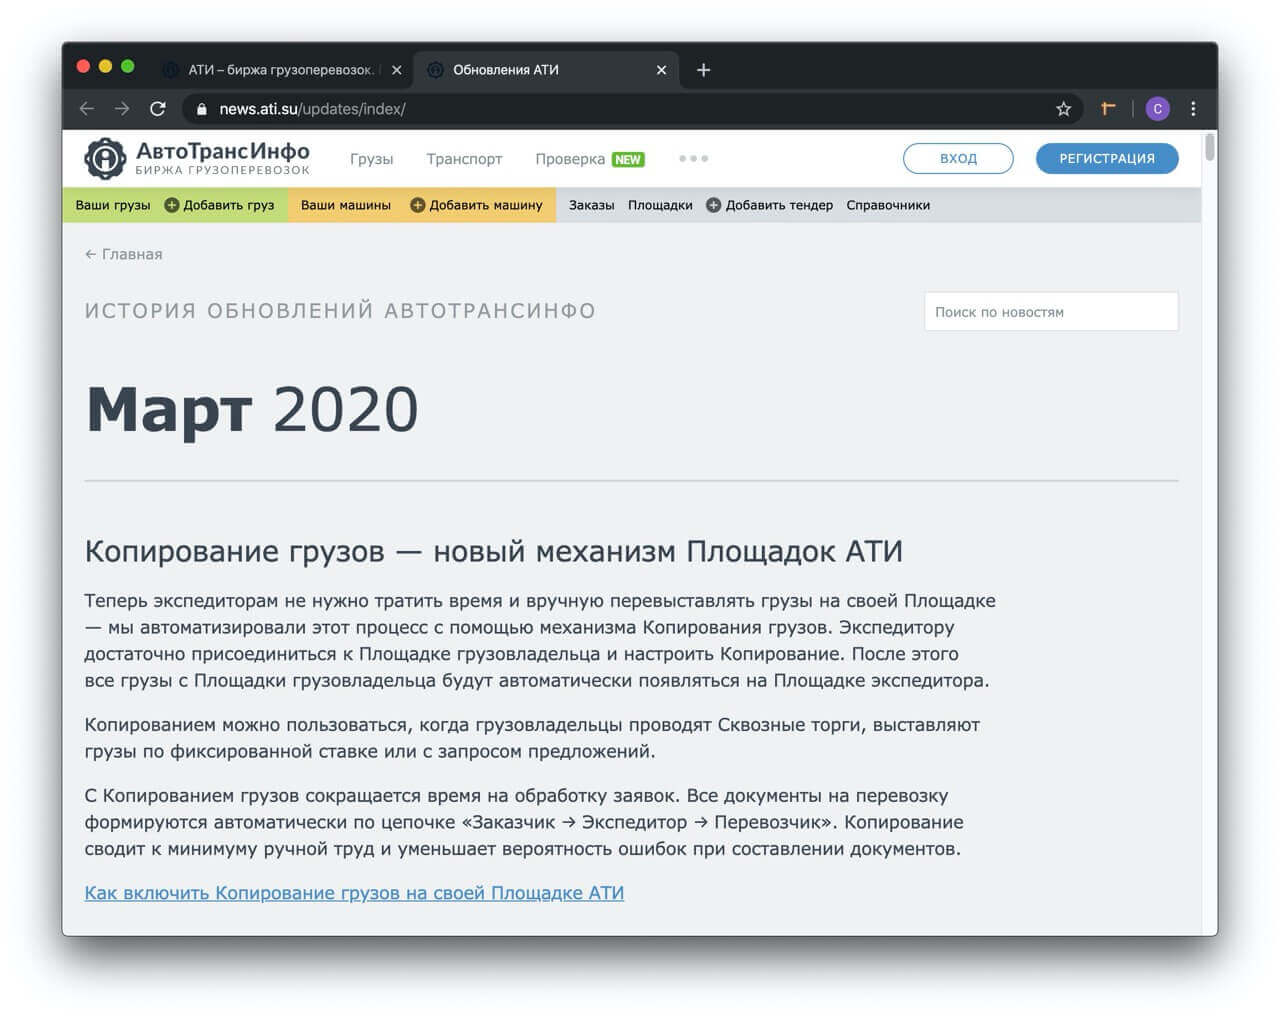 АТИ – биржа грузоперевозок.
Обновления АТИ
news.ati.su/updates/index/
C
АвтоТрансИнфо
БИРЖА ГРУЗОПЕРЕВОЗОК
Грузы
Транспорт
Проверка NEW
ВХОД
РЕГИСТРАЦИЯ
Ваши грузы
Добавить груз
Ваши машины
Добавить машину
Заказы
Площадки
Добавить тендер
Справочники
← Главная
ИСТОРИЯ ОБНОВЛЕНИЙ АВТОТРАНСИНФО
Поиск по новостям
Март 2020
Копирование грузов — новый механизм Площадок АТИ
Теперь экспедиторам не нужно тратить время и вручную перевыставлять грузы на своей Площадке
— мы автоматизировали этот процесс с помощью механизма Копирования грузов. Экспедитору
достаточно присоединиться к Площадке грузовладельца и настроить Копирование. После этого
все грузы с Площадки грузовладельца будут автоматически появляться на Площадке экспедитора.
Копированием можно пользоваться, когда грузовладельцы проводят Сквозные торги, выставляют
грузы по фиксированной ставке или с запросом предложений.
С Копированием грузов сокращается время на обработку заявок. Все документы на перевозку
формируются автоматически по цепочке «Заказчик → Экспедитор → Перевозчик». Копирование
сводит к минимуму ручной труд и уменьшает вероятность ошибок при составлении документов.
Как включить Копирование грузов на своей Площадке АТИ